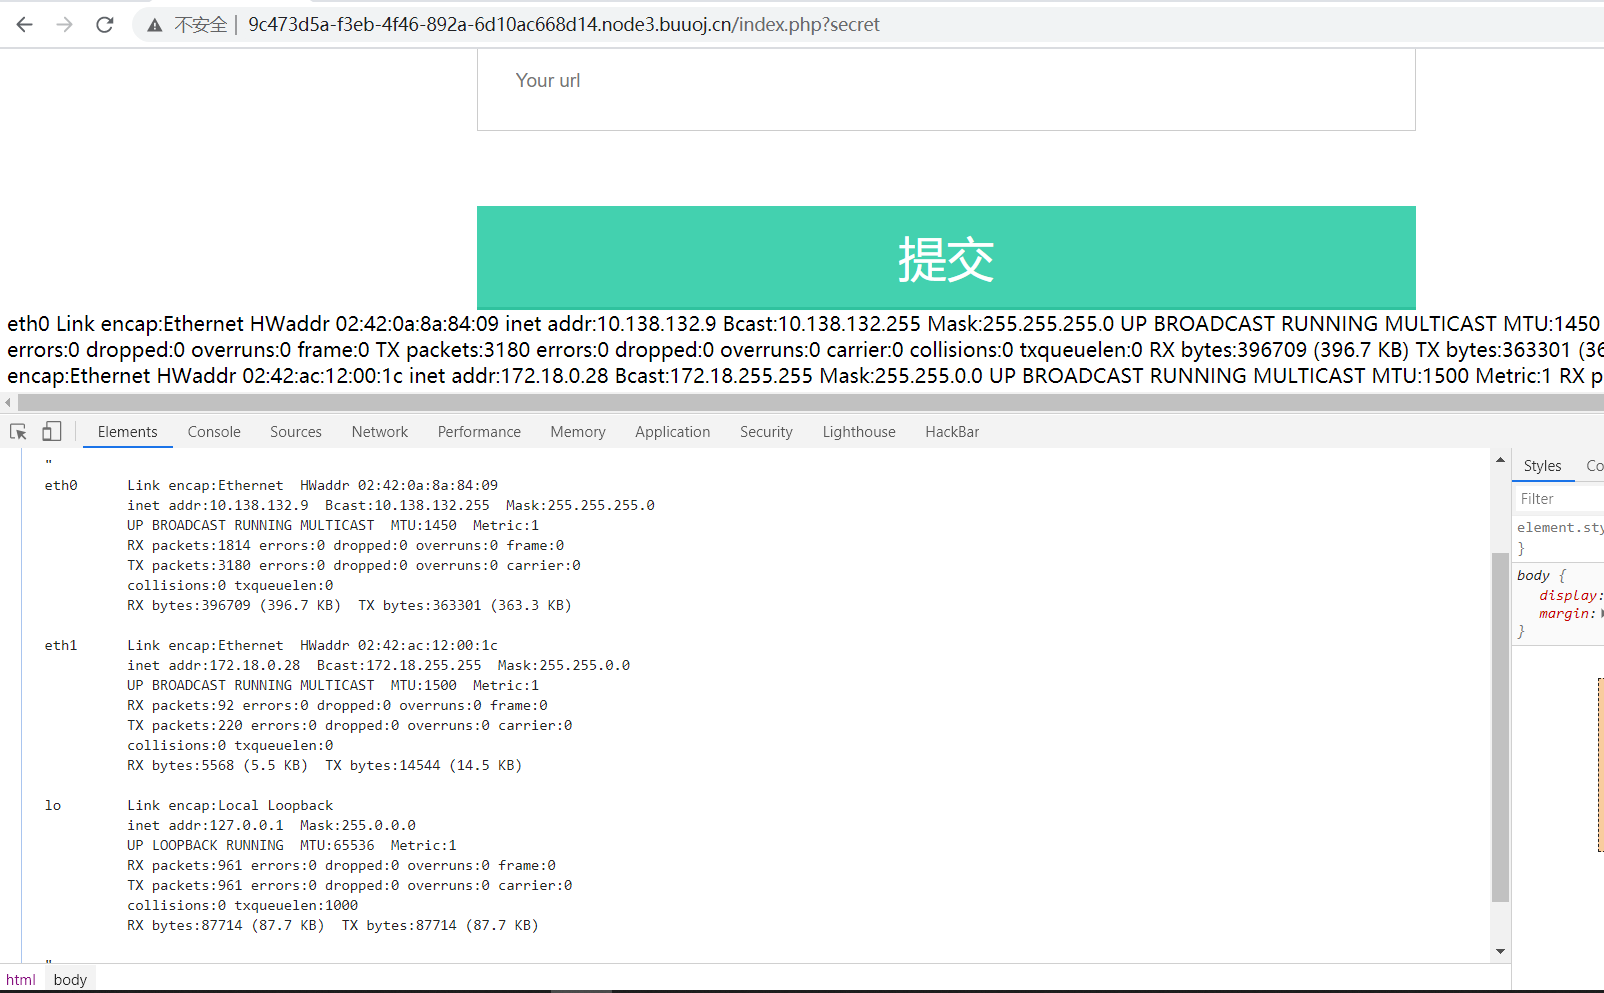 不安全 | 9c473d5a-f3eb-4f46-892a-6d10ac668d14.node3.buuoj.cn/index.php?secret
Your url
提交
eth0 Link encap:Ethernet HWaddr 02:42:0a:8a:84:09 inet addr:10.138.132.9 Bcast:10.138.132.255 Mask:255.255.255.0 UP BROADCAST RUNNING MULTICAST MTU:1450
errors:0 dropped:0 overruns:0 frame:0 TX packets:3180 errors:0 dropped:0 overruns:0 carrier:0 collisions:0 txqueuelen:0 RX bytes:396709 (396.7 KB) TX bytes:363301 (36
encap:Ethernet HWaddr 02:42:ac:12:00:1c inet addr:172.18.0.28 Bcast:172.18.255.255 Mask:255.255.0.0 UP BROADCAST RUNNING MULTICAST MTU:1500 Metric:1 RX p
Elements Console Sources Network Performance Memory Application Security Lighthouse HackBar
"
eth0 Link encap:Ethernet HWaddr 02:42:0a:8a:84:09
inet addr:10.138.132.9 Bcast:10.138.132.255 Mask:255.255.255.0
UP BROADCAST RUNNING MULTICAST MTU:1450 Metric:1
RX packets:1814 errors:0 dropped:0 overruns:0 frame:0
TX packets:3180 errors:0 dropped:0 overruns:0 carrier:0
collisions:0 txqueuelen:0
RX bytes:396709 (396.7 KB) TX bytes:363301 (363.3 KB)
eth1 Link encap:Ethernet HWaddr 02:42:ac:12:00:1c
inet addr:172.18.0.28 Bcast:172.18.255.255 Mask:255.255.0.0
UP BROADCAST RUNNING MULTICAST MTU:1500 Metric:1
RX packets:92 errors:0 dropped:0 overruns:0 frame:0
TX packets:220 errors:0 dropped:0 overruns:0 carrier:0
collisions:0 txqueuelen:0
RX bytes:5568 (5.5 KB) TX bytes:14544 (14.5 KB)
lo Link encap:Local Loopback
inet addr:127.0.0.1 Mask:255.0.0.0
UP LOOPBACK RUNNING MTU:65536 Metric:1
RX packets:961 errors:0 dropped:0 overruns:0 frame:0
TX packets:961 errors:0 dropped:0 overruns:0 carrier:0
collisions:0 txqueuelen:1000
RX bytes:87714 (87.7 KB) TX bytes:87714 (87.7 KB)
"
Styles Co
Filter
element.sty
}
body {
display:
margin:
}
html body